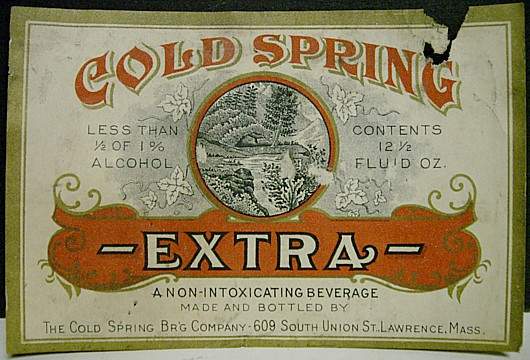 COLD SPRING
LESS THAN
½ OF 1%
ALCOHOL
CONTENTS
12 ½
FLUID OZ.
-EXTRA-
A NON-INTOXICATING BEVERAGE
MADE AND BOTTLED BY
THE COLD SPRING BR'G COMPANY-609 SOUTH UNION ST. LAWRENCE, MASS.